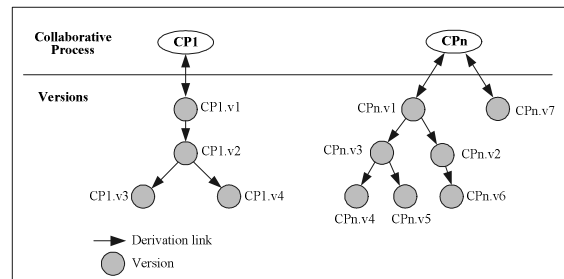 Collaborative
Process
CP1
CPn
Versions
CP1.v1
CP1.v2
CP1.v3
CP1.v4
CPn.v1
CPn.v7
CPn.v3
CPn.v2
CPn.v4
CPn.v5
CPn.v6
Derivation link
Version